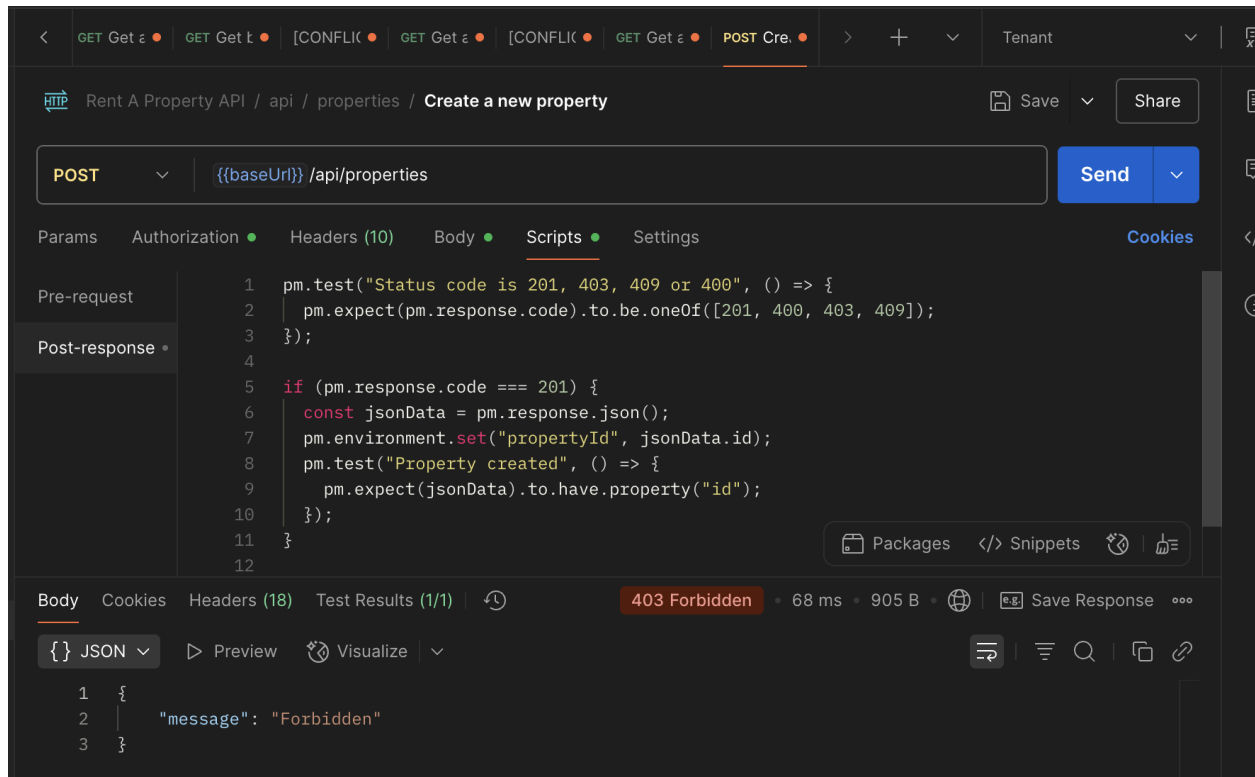 GET Get a
GET Get b
[CONFLIC
GET Get a
[CONFLIC
GET Get a
POST Cre.
Tenant
HTTP Rent A Property API / api / properties / Create a new property
Save
Share
POST
{{baseUrl}} /api/properties
Send
Params Authorization Headers (10) Body Scripts Settings
Cookies
Pre-request
Post-response
1 pm.test("Status code is 201, 403, 409 or 400", () => {
2 pm.expect(pm.response.code).to.be.oneOf([201, 400, 403, 409]);
3 });
4
5 if (pm.response.code === 201) {
6 const jsonData = pm.response.json();
7 pm.environment.set("propertyId", jsonData.id);
8 pm.test("Property created", () => {
9 pm.expect(jsonData).to.have.property("id");
10 });
11 }
12
Packages </> Snippets
Body Cookies Headers (18) Test Results (1/1)
403 Forbidden • 68 ms • 905 B
e.g. Save Response
{} JSON Preview Visualize
1 {
2 "message": "Forbidden"
3 }